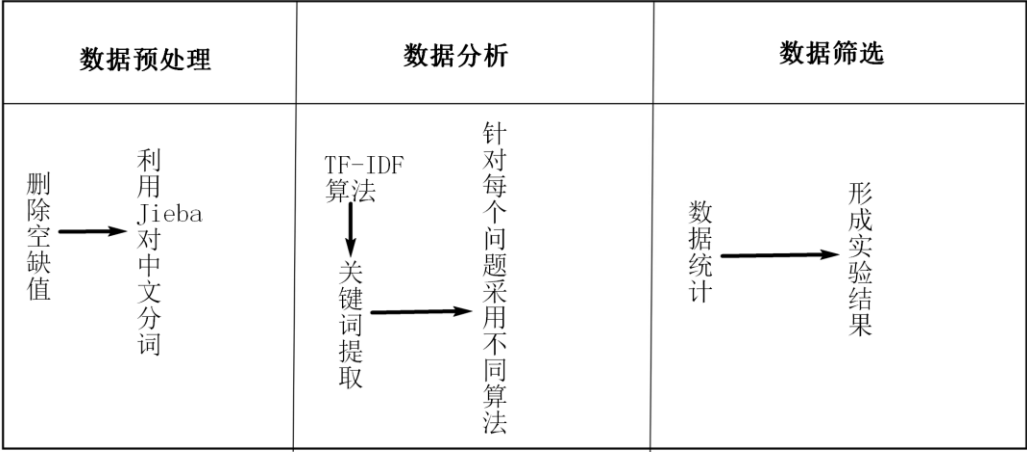 数据预处理
数据分析
数据筛选
删除空缺值
利用Jieba对中文分词
TF-IDF
算法
关键词提取
针对每个问题采用不同算法
数据统计
形成实验结果